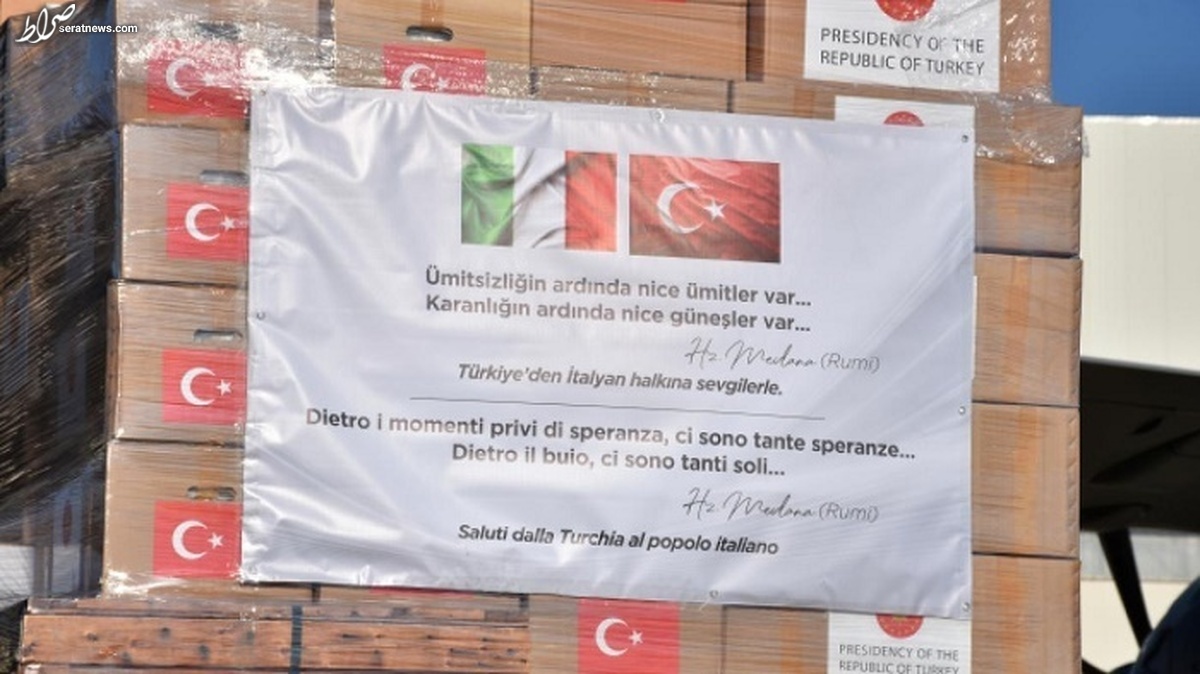 صراط
seratnews.com
PRESIDENCY OF THE
REPUBLIC OF TURKEY
Ümitsizliğin ardında nice ümitler var...
Karanlığın ardında nice güneşler var...
Hz. Mevlana (Rumi)
Türkiye'den İtalyan halkına sevgilerle.
Dietro i momenti privi di speranza, ci sono tante speranze...
Dietro il buio, ci sono tanti soli...
Hz. Mevlana (Rumi)
Saluti dalla Turchia al popolo italiano
PRESIDENCY OF THE
REPUBLIC OF TURKEY